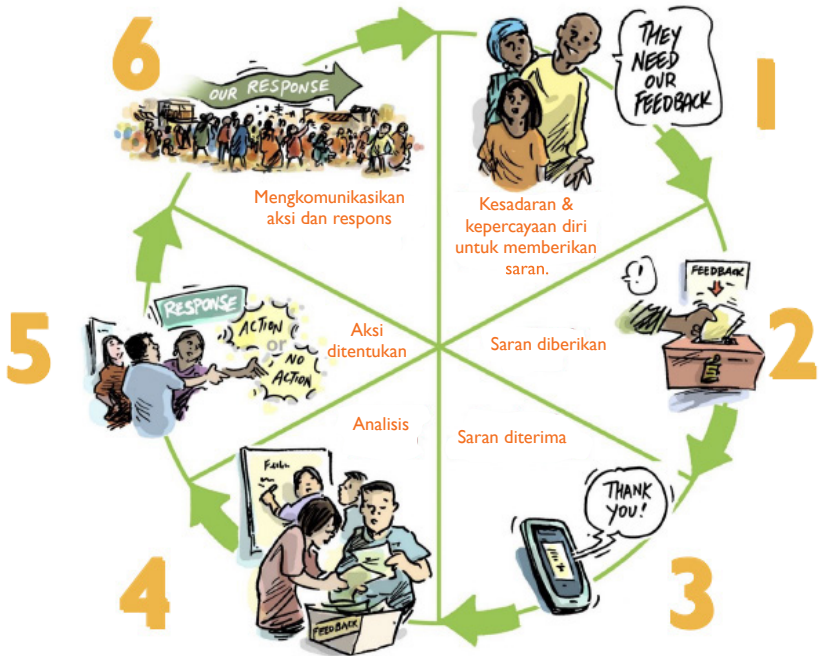 1
THEY
NEED
OUR
FEEDBACK
Kesadaran &
kepercayaan diri
untuk memberikan
saran.
2
!
FEEDBACK
Saran diberikan
3
Saran diterima
THANK
YOU!
4
Analisis
FEEDBACK
5
RESPONSE
ACTION
or
NO
ACTION
Aksi
ditentukan
6
OUR RESPONSE
Mengkomunikasikan
aksi dan respons